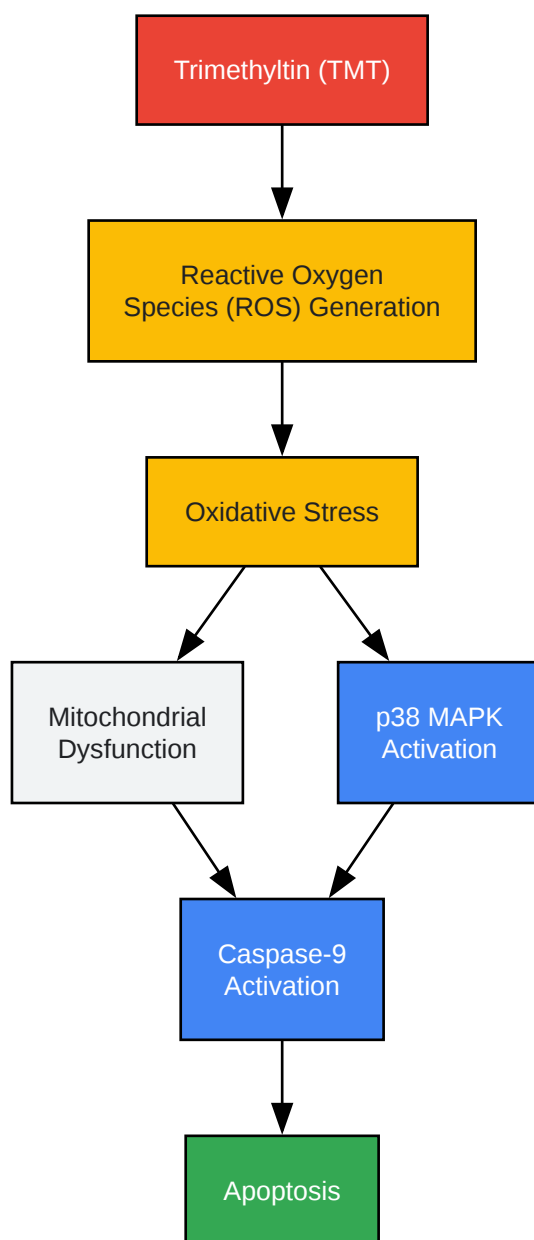 Trimethyltin (TMT)
Reactive Oxygen
Species (ROS) Generation
Oxidative Stress
Mitochondrial
Dysfunction
p38 MAPK
Activation
Caspase-9
Activation
Apoptosis